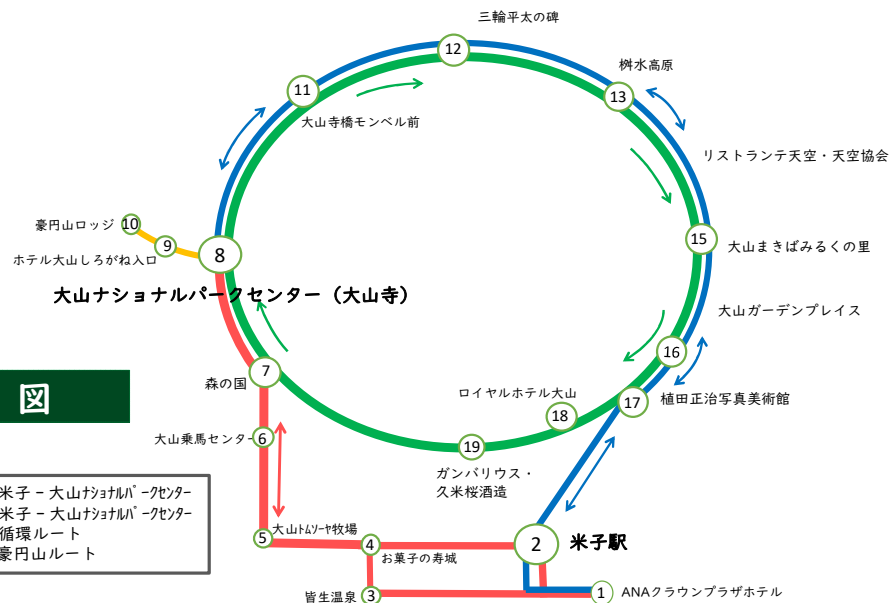 三輪平太の碑
12
桝水高原
11
13
大山寺橋モンベル前
リストランテ天空・天空協会
豪円山ロッジ
10
9
ホテル大山しろがね入口
8
15
大山まきばみるくの里
大山ナショナルパークセンター（大山寺）
大山ガーデンプレイス
16
7
森の国
図
ロイヤルホテル大山
17
植田正治写真美術館
18
大山乗馬センター
6
19
ガンバリウス・
久米桜酒造
米子－大山ﾅｼｮﾅﾙﾊﾟｰｸｾﾝﾀｰ
米子－大山ﾅｼｮﾅﾙﾊﾟｰｸｾﾝﾀｰ
循環ルート
豪円山ルート
5
大山ﾄﾑｿｰﾔ牧場
4
お菓子の寿城
2
米子駅
皆生温泉
3
1
ANAクラウンプラザホテル